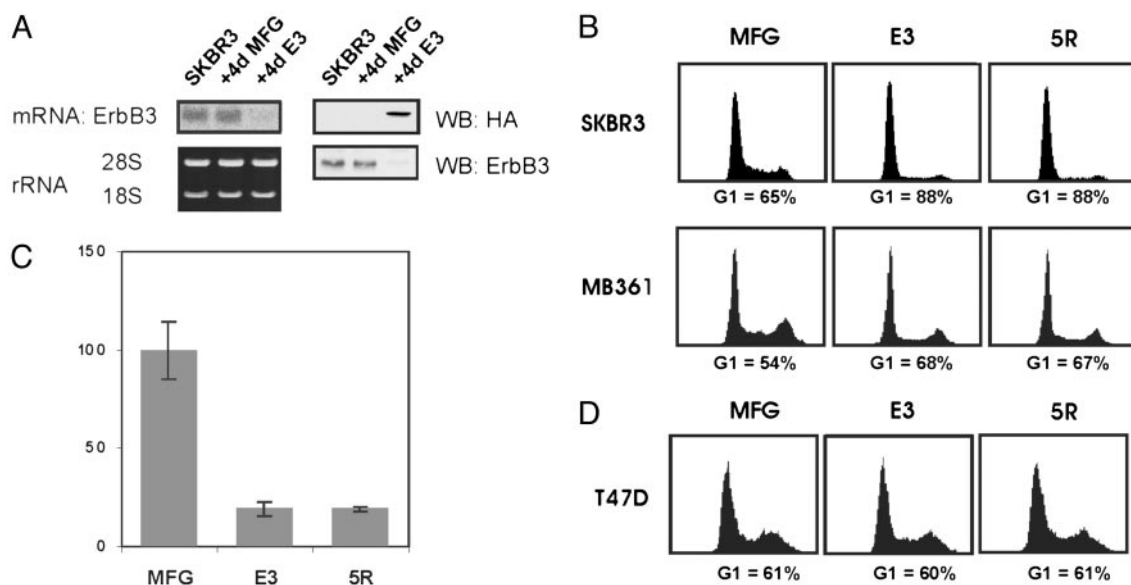 A
SKBR3 +4d MFG +4d E3
SKBR3 +4d MFG +4d E3
mRNA: ErbB3
WB: HA
28S
rRNA
18S
WB: ErbB3
B
MFG E3 5R
SKBR3
G1 = 65% G1 = 88% G1 = 88%
MB361
G1 = 54% G1 = 68% G1 = 67%
C
150
100
50
0
MFG E3 5R
D
MFG E3 5R
T47D
G1 = 61% G1 = 60% G1 = 61%